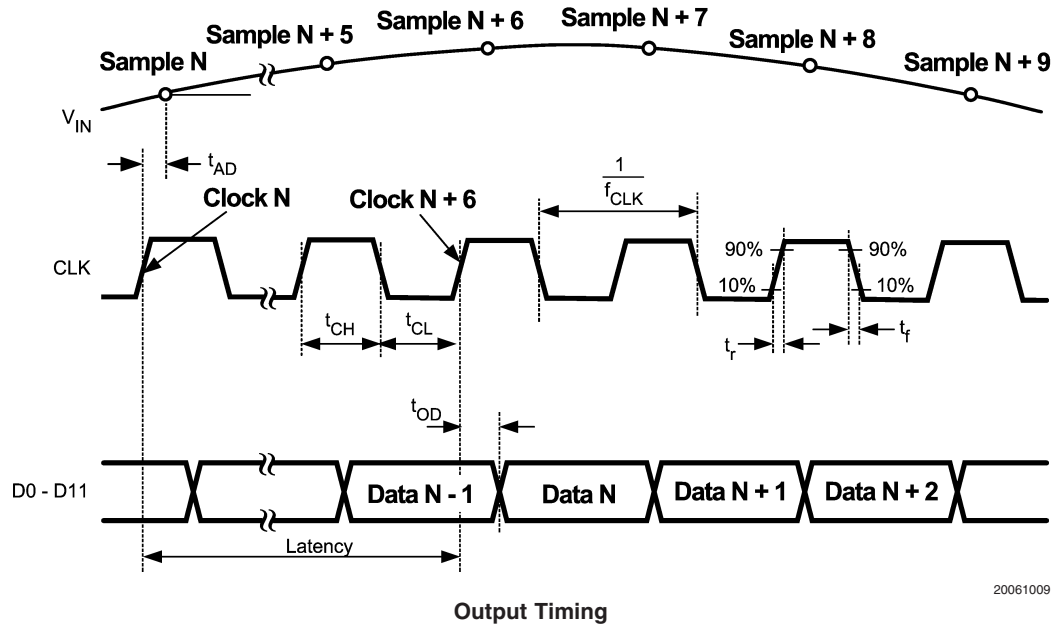 Sample N
Sample N + 5
Sample N + 6
Sample N + 7
Sample N + 8
Sample N + 9
VIN
tAD
Clock N
Clock N + 6
1
fCLK
CLK
90%
90%
10%
10%
tCH
tCL
tr
tf
tOD
D0 - D11
Data N - 1
Data N
Data N + 1
Data N + 2
Latency
20061009
Output Timing